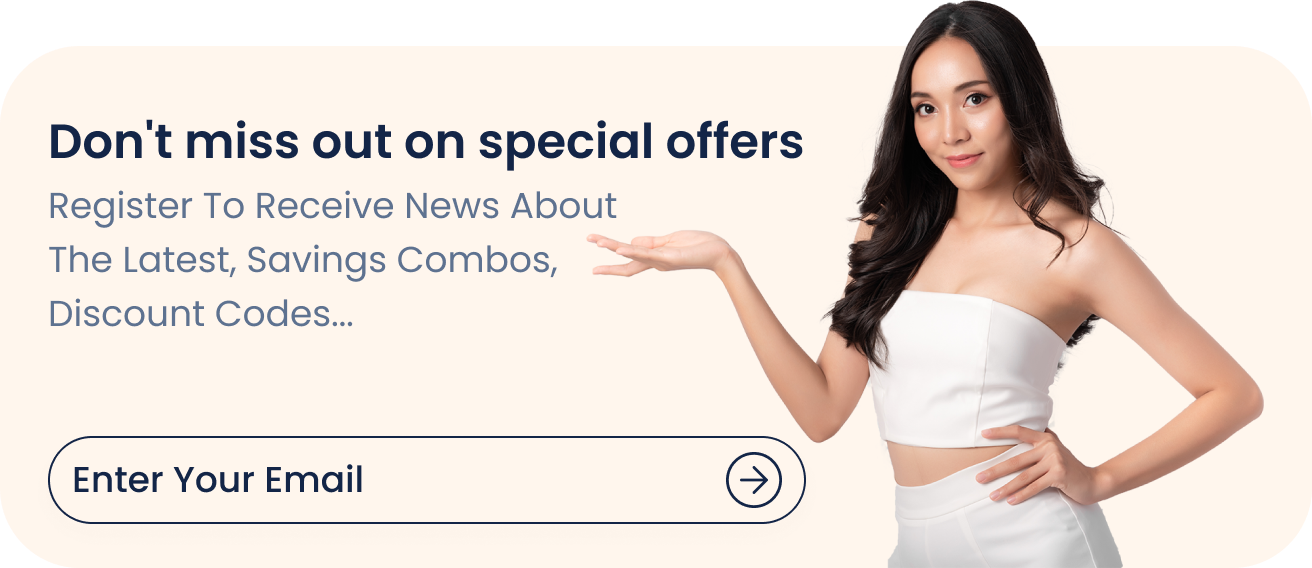 Don't miss out on special offers
Register To Receive News About
The Latest, Savings Combos,
Discount Codes...
Enter Your Email